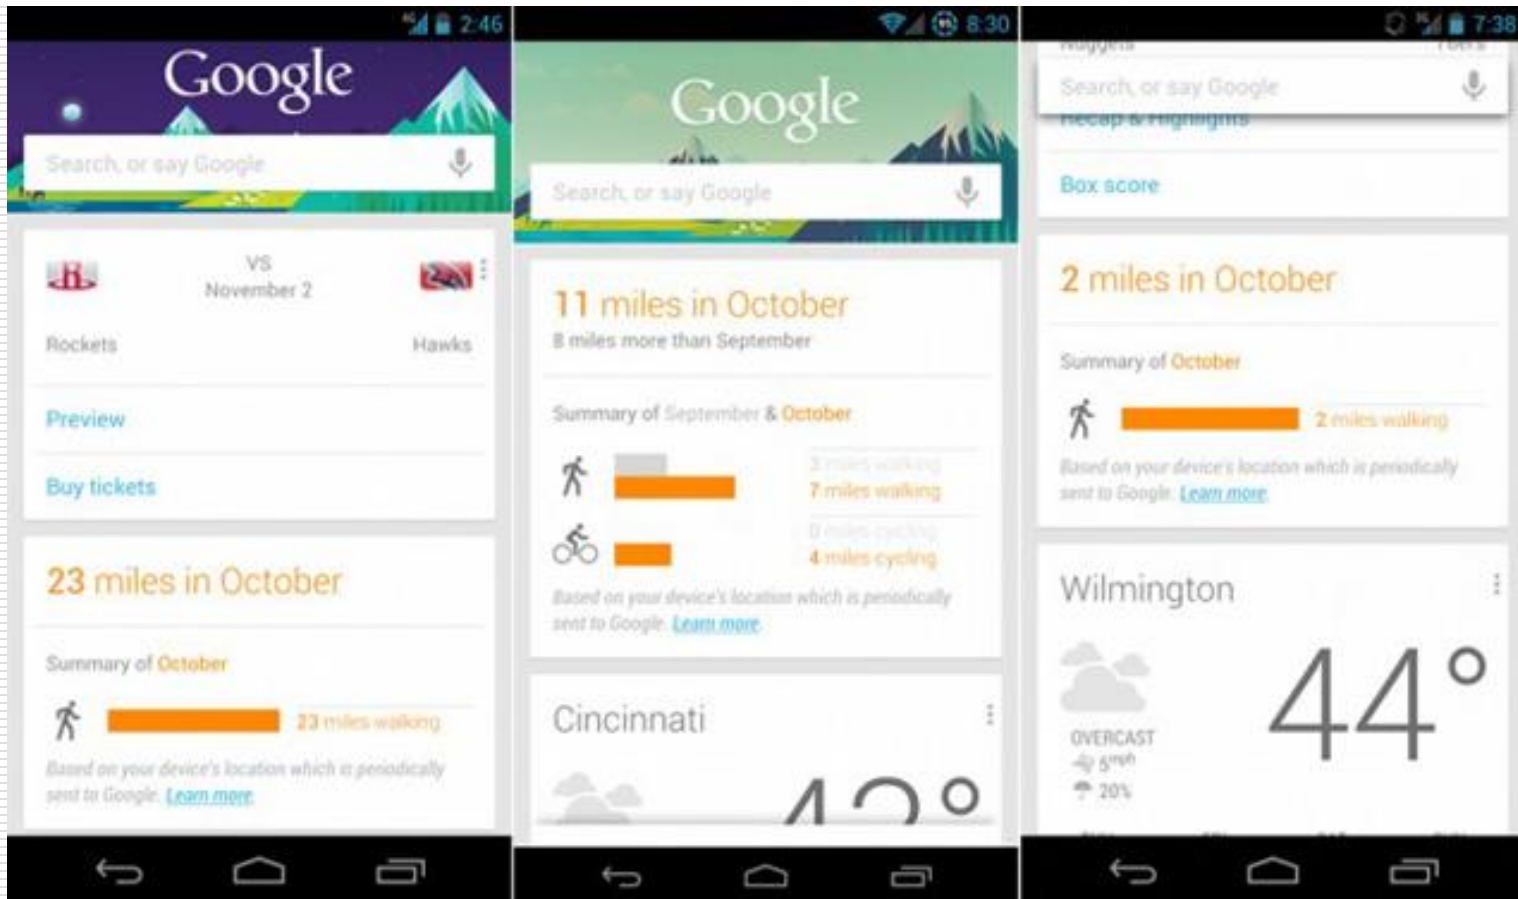 4G 2:46
Google
Search, or say Google
VS
November 2
Rockets
Hawks
Preview
Buy tickets
23 miles in October
Summary of October
23 miles walking
Based on your device's location which is periodically
sent to Google. Learn more.
95 8:30
Google
Search, or say Google
11 miles in October
8 miles more than September
Summary of September & October
3 miles walking
7 miles walking
0 miles cycling
4 miles cycling
Based on your device's location which is periodically
sent to Google. Learn more.
Cincinnati
7:38
Nuggets 76ers
Search, or say Google
Recap & Highlights
Box score
2 miles in October
Summary of October
2 miles walking
Based on your device's location which is periodically
sent to Google. Learn more.
Wilmington
44°
OVERCAST
5mph
20%